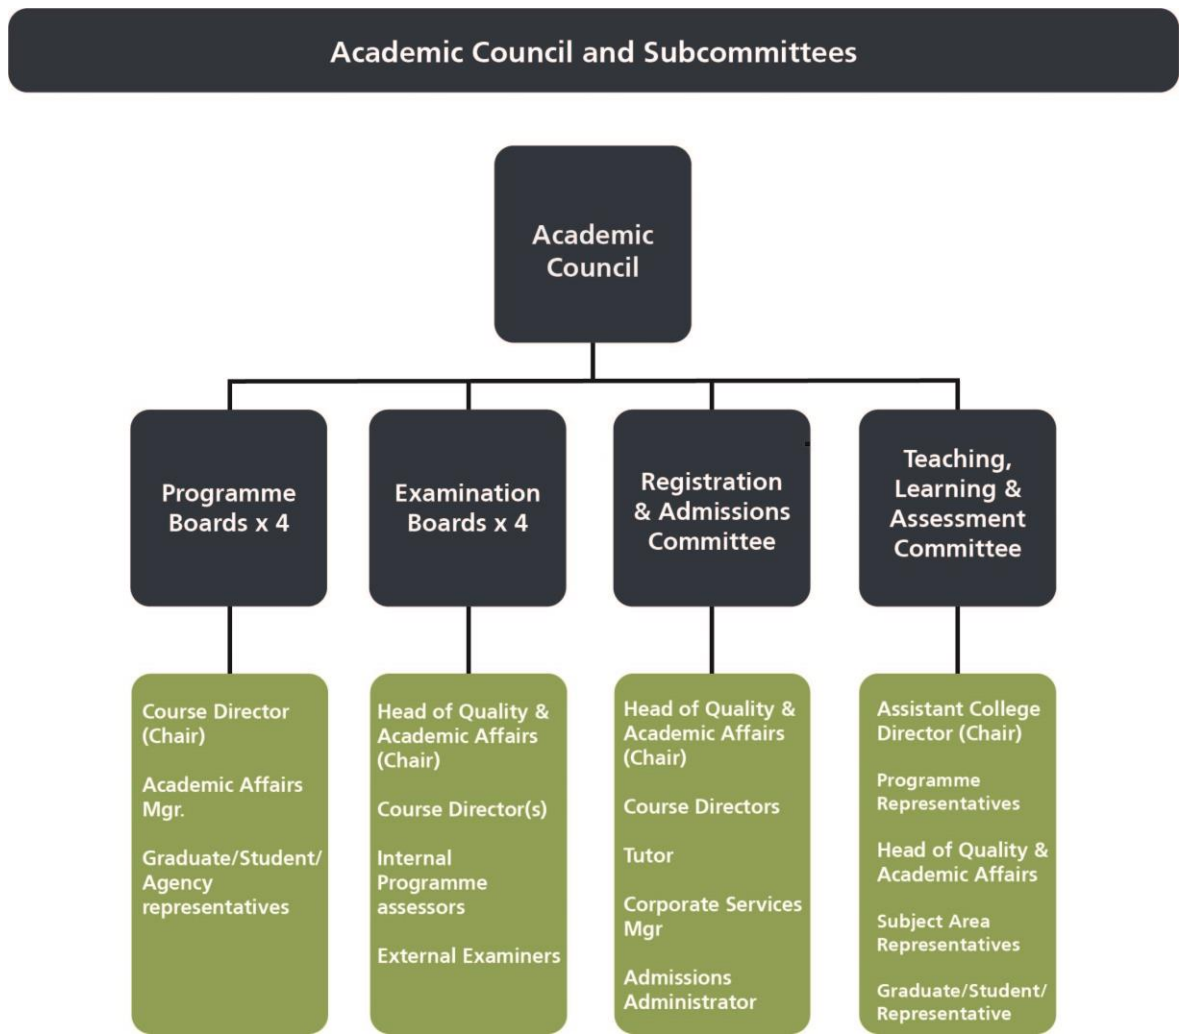 Academic Council and Subcommittees
Academic
Council
Programme
Boards x 4
Examination
Boards x 4
Registration
& Admissions
Committee
Teaching,
Learning &
Assessment
Committee
Course Director
(Chair)
Academic Affairs
Mgr.
Graduate/Student/
Agency
representatives
Head of Quality &
Academic Affairs
(Chair)
Course Director(s)
Internal
Programme
assessors
External Examiners
Head of Quality &
Academic Affairs
(Chair)
Course Directors
Tutor
Corporate Services
Mgr
Admissions
Administrator
Assistant College
Director (Chair)
Programme
Representatives
Head of Quality &
Academic Affairs
Subject Area
Representatives
Graduate/Student/
Representative